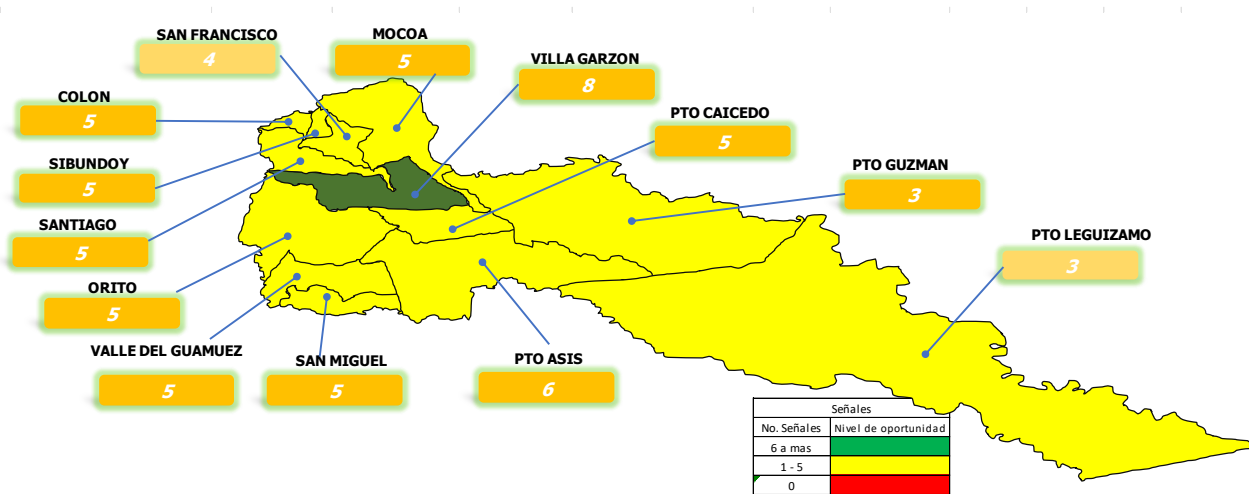 SAN FRANCISCO
4
MOCOA
5
VILLA GARZON
8
COLON
5
PTO CAICEDO
5
SIBUNDOY
5
PTO GUZMAN
3
SANTIAGO
5
PTO LEGUIZAMO
3
ORITO
5
VALLE DEL GUAMUEZ
5
SAN MIGUEL
5
PTO ASIS
6
Señales
No. Señales Nivel de oportunidad
6 a mas
1 - 5
0